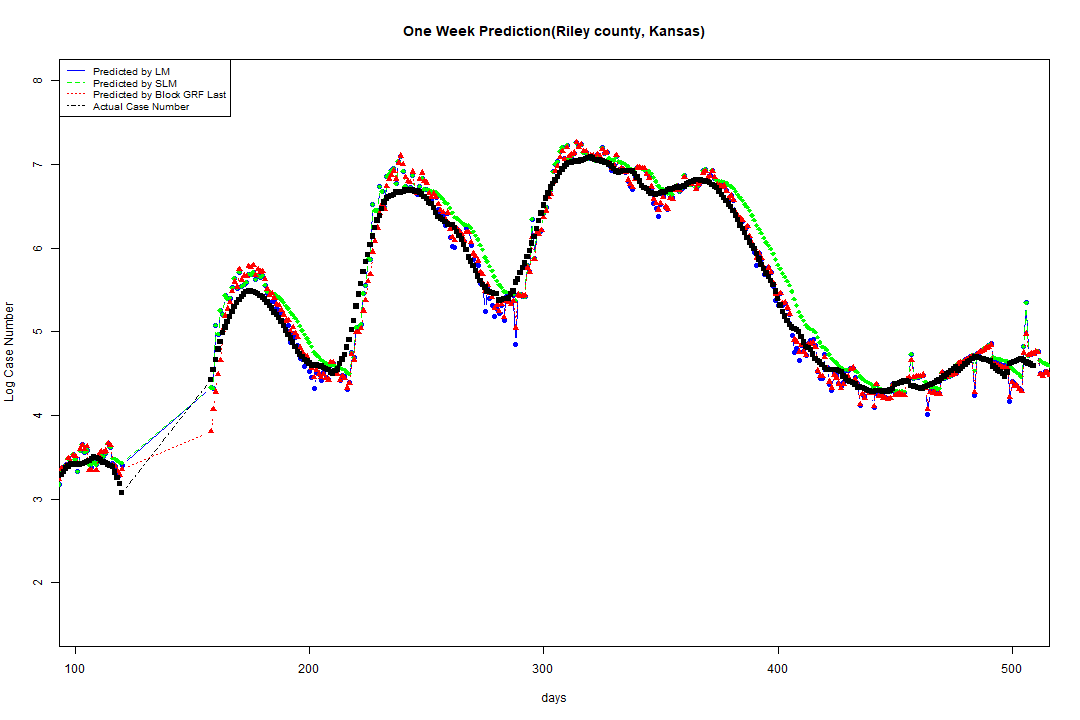 One Week Prediction(Riley county, Kansas)
Predicted by LM
Predicted by SLM
Predicted by Block GRF Last
Actual Case Number
8
7
6
5
4
3
2
Log Case Number
100 200 300 400 500
days